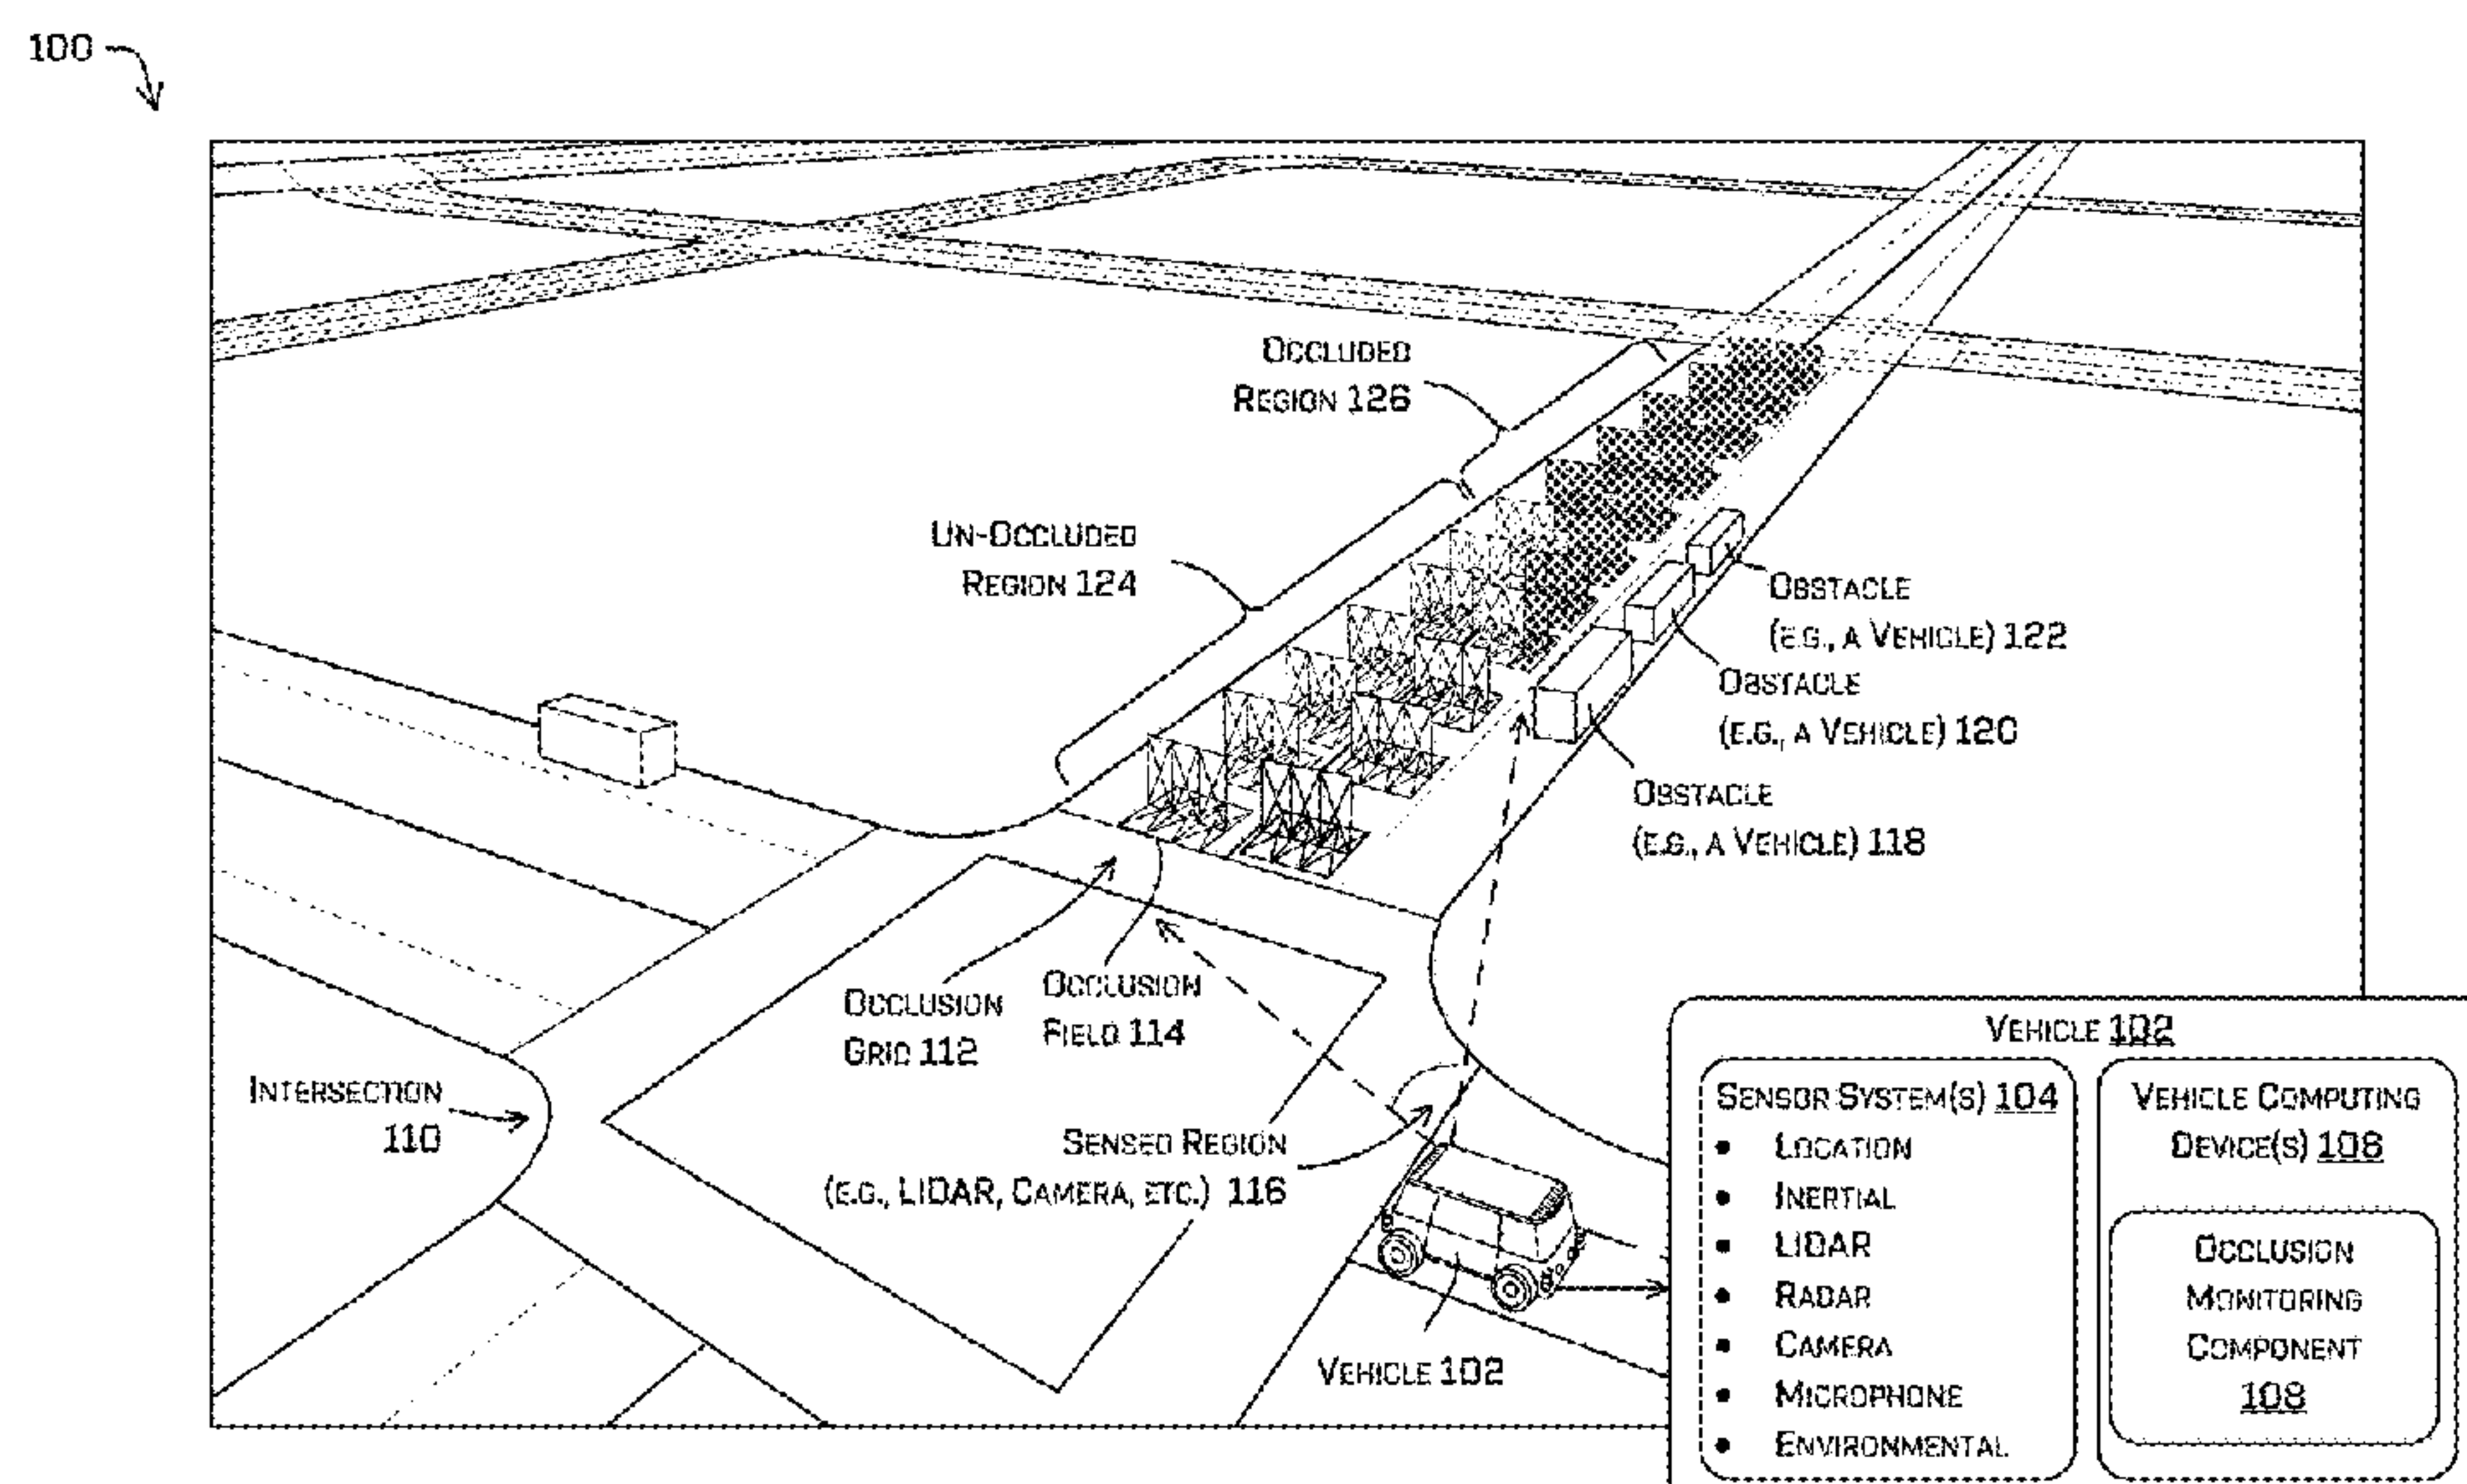 100
OCCLUDED
REGION 126
UN-OCCLUDED
REGION 124
OBSTACLE
(E.G., A VEHICLE) 122
OBSTACLE
(E.G., A VEHICLE) 120
OBSTACLE
(E.G., A VEHICLE) 118
OCCLUSION
GRID 112
OCCLUSION
FIELD 114
INTERSECTION
110
SENSED REGION
(E.G., LIDAR, CAMERA, ETC.) 116
VEHICLE 102
VEHICLE 102
SENSOR SYSTEM(S) 104
• LOCATION
• INERTIAL
• LIDAR
• RADAR
• CAMERA
• MICROPHONE
• ENVIRONMENTAL
VEHICLE COMPUTING
DEVICE(S) 108
OCCLUSION
MONITORING
COMPONENT
108